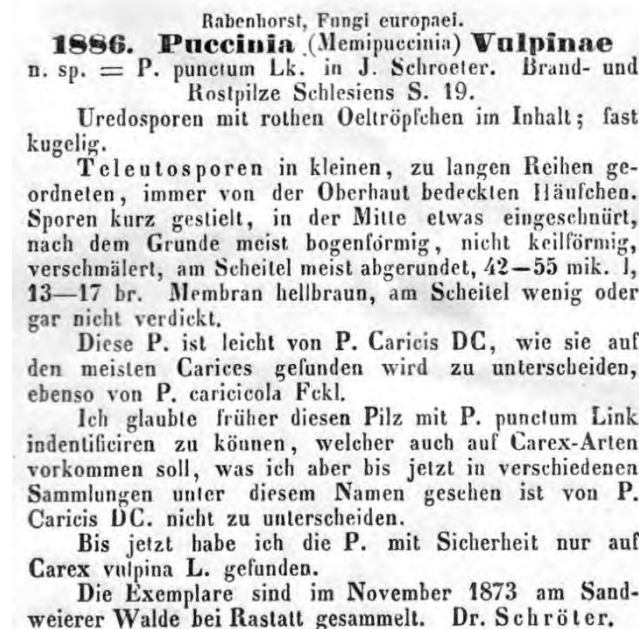 Rabenhorst, Fungi europaei.
1886. Puccinia (Memipuccinia) Vulpinae
n. sp. = P. punctum Lk. in J. Schroeter. Brand- und
Rostpilze Schlesiens S. 19.
Uredosporen mit rothen Oeltröpfchen im Inhalt; fast
kugelig.
Teleutosporen in kleinen, zu langen Reihen ge-
ordneten, immer von der Oberhaut bedeckten Häufchen.
Sporen kurz gestielt, in der Mitte etwas eingeschnürt,
nach dem Grunde meist bogenförmig, nicht keilförmig,
verschmälert, am Scheitel meist abgerundet, 42—55 mik. l,
13—17 br. Membran hellbraun, am Scheitel wenig oder
gar nicht verdickt.
Diese P. ist leicht von P. Caricis DC, wie sie auf
den meisten Carices gefunden wird zu unterscheiden,
ebenso von P. caricicola Fckl.
Ich glaubte früher diesen Pilz mit P. punctum Link
indentificiren zu können, welcher auch auf Carex-Arten
vorkommen soll, was ich aber bis jetzt in verschiedenen
Sammlungen unter diesem Namen gesehen ist von P.
Caricis DC. nicht zu unterscheiden.
Bis jetzt habe ich die P. mit Sicherheit nur auf
Carex vulpina L. gefunden.
Die Exemplare sind im November 1873 am Sand-
weierer Walde bei Rastatt gesammelt. Dr. Schröter.